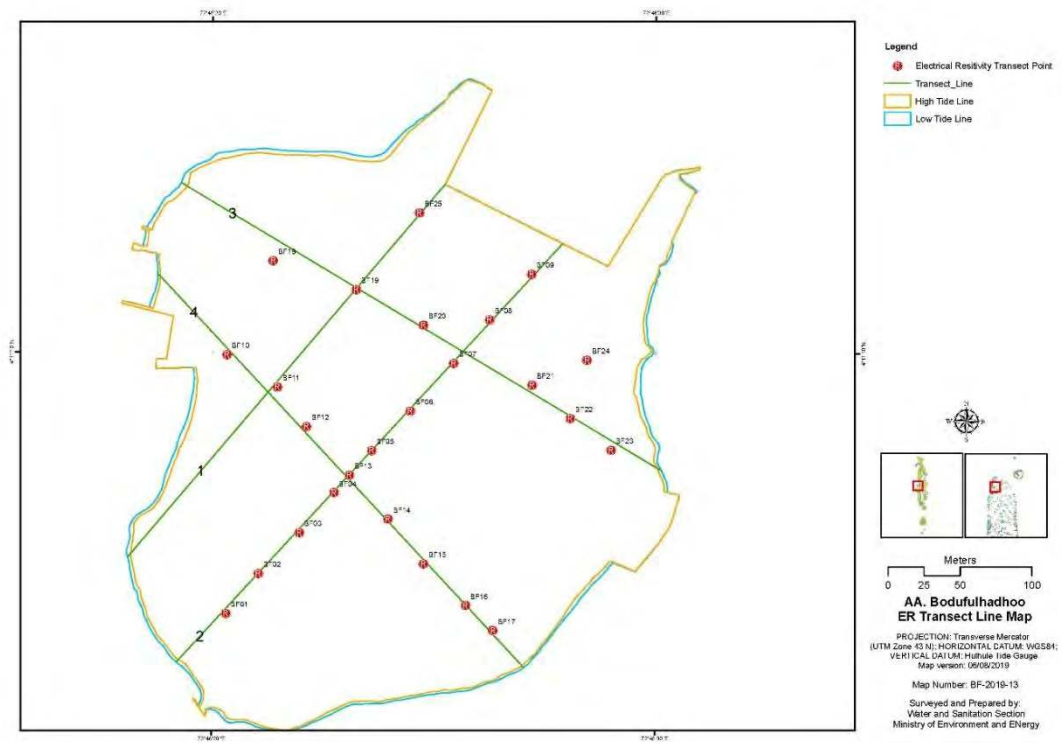 Legend
Electrical Resitivity Transect Point
Transect_Line
High Tide Line
Low Tide Line
3
BF25
BF18
BF19
BF09
4
BF08
BF10
BF07
BF24
BF11
BF21
BF06
BF22
BF12
BF05
1
BF13
BF04
BF14
BF03
BF02
BF16
BF01
BF17
2
Meters
0 25 50 100
AA. Bodufulhadhoo
ER Transect Line Map
PROJECTION: Transverse Mercator
(UTM Zone 43 N); HORIZONTAL DATUM: WGS84;
VERTICAL DATUM: Hulhule Tide Gauge
Map version: 06/08/2019
Map Number: BF-2019-13
Surveyed and Prepared by:
Water and Sanitation Section
Ministry of Environment and ENergy